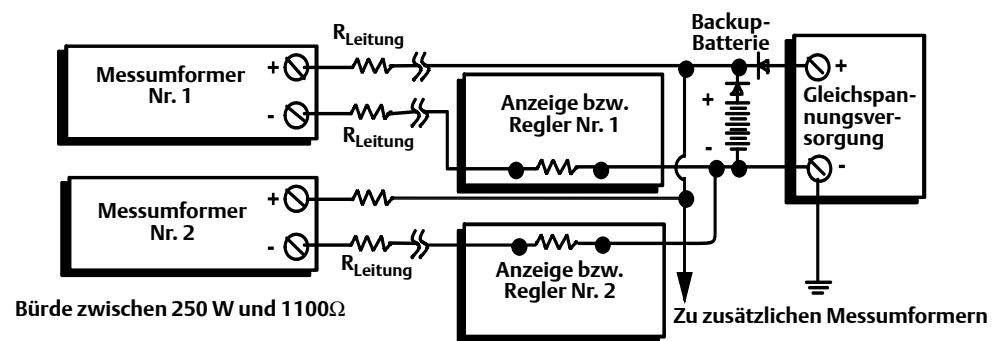 Backup-
Batterie
R Leitung
Messumformer
Nr. 1
+
-
R Leitung
Anzeige bzw.
Regler Nr. 1
+
-
+
Gleichspan-
nungsver-
sorgung
-
Messumformer
Nr. 2
+
-
R Leitung
Anzeige bzw.
Regler Nr. 2
Bürde zwischen 250 W und 1100Ω
Zu zusätzlichen Messumformern